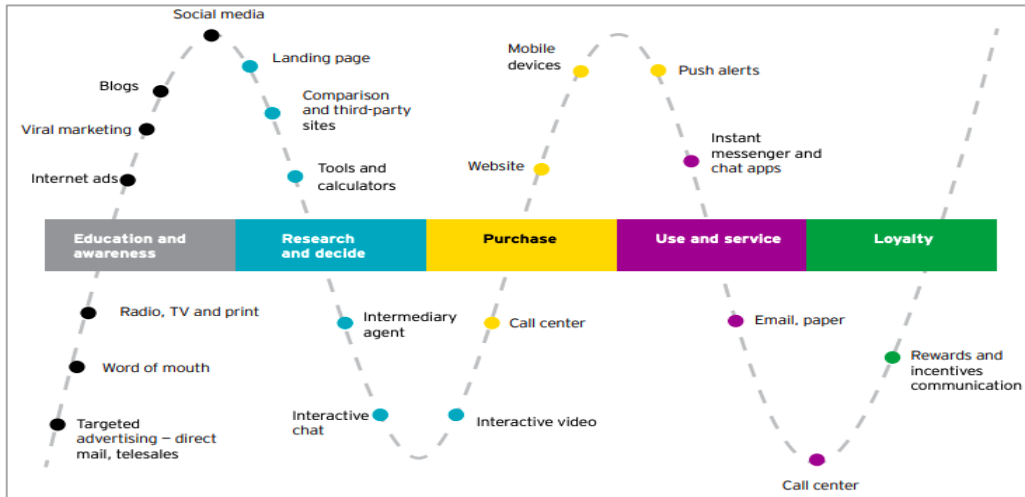 Social media
Landing page
Blogs
Comparison
and third-party
sites
Viral marketing
Internet ads
Tools and
calculators
Mobile
devices
Push alerts
Website
Instant
messenger and
chat apps
Education and
awareness
Research
and decide
Purchase
Use and service
Loyalty
Radio, TV and print
Word of mouth
Targeted
advertising – direct
mail, telesales
Intermediary
agent
Interactive
chat
Call center
Interactive video
Email, paper
Call center
Rewards and
incentives
communication